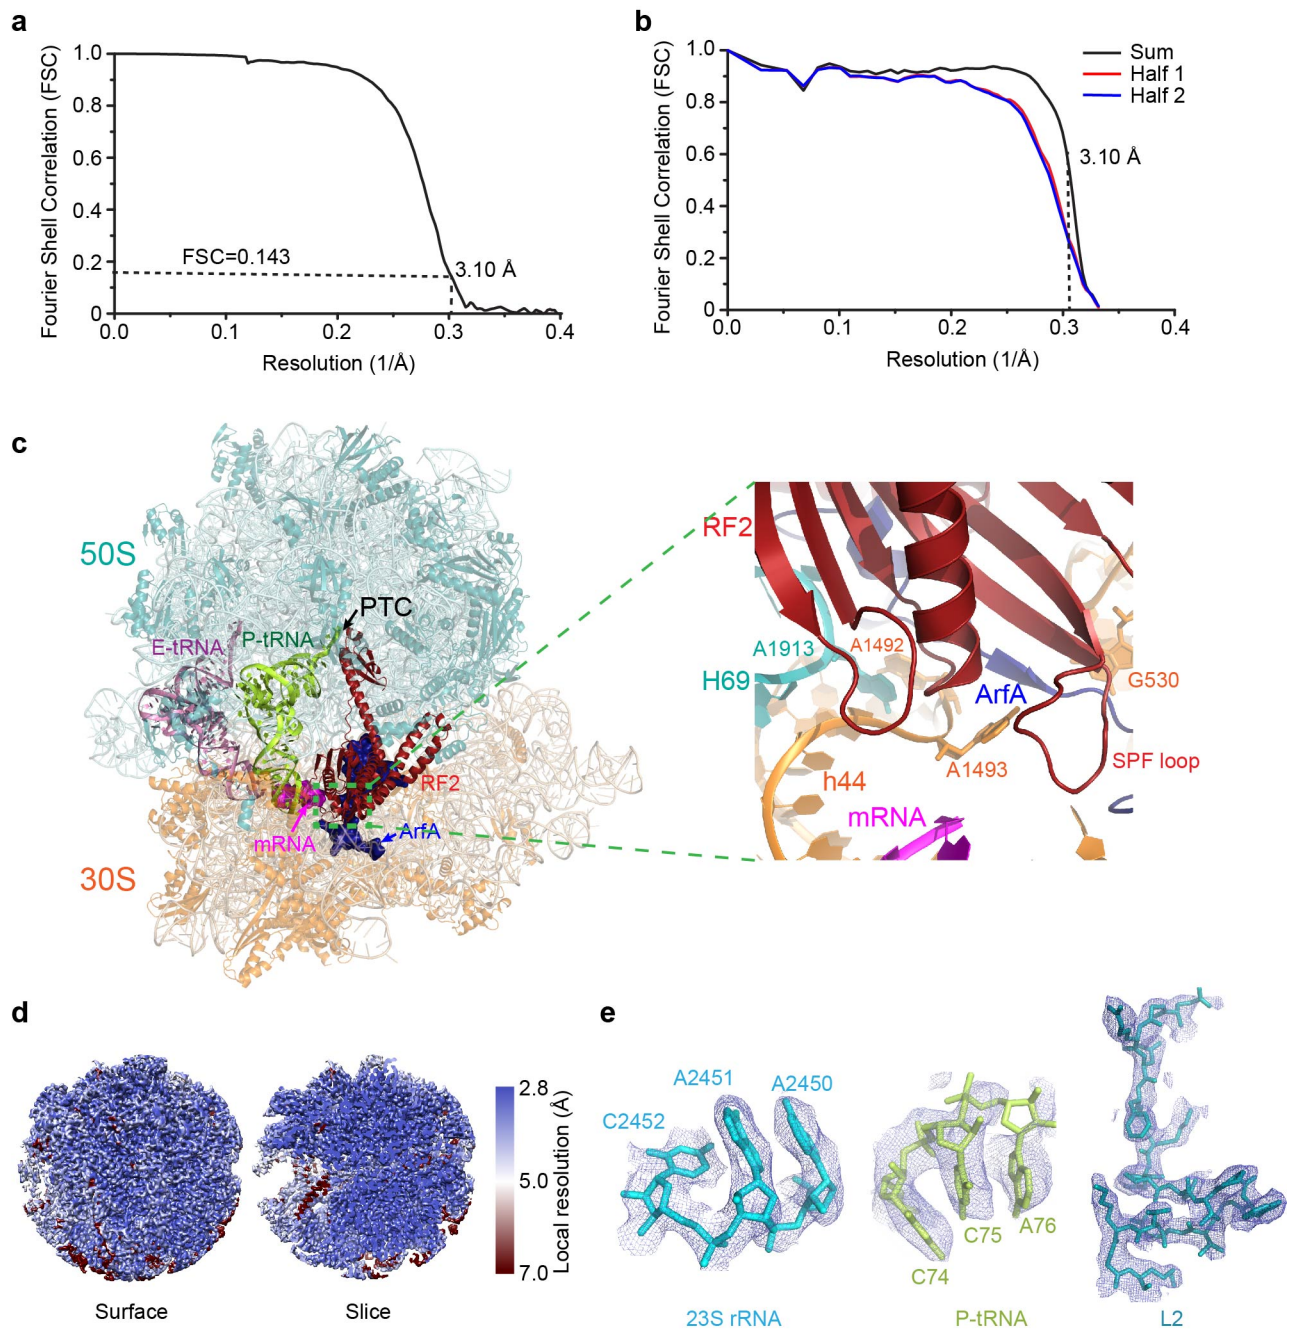 a
Fourier Shell Correlation (FSC)
1.0
0.8
0.6
0.4
0.2
0
FSC=0.143
3.10 Å
0.0
0.1
0.2
0.3
0.4
Resolution (1/Å)
b
Fourier Shell Correlation (FSC)
1.0
0.8
0.6
0.4
0.2
0
Sum
Half 1
Half 2
3.10 Å
0.0
0.1
0.2
0.3
0.4
Resolution (1/Å)
c
50S
PTC
E-tRNA
P-tRNA
RF2
mRNA
ArfA
30S
RF2
A1913
A1492
H69
ArfA
G530
A1493
SPF loop
h44
mRNA
d
2.8
5.0
7.0
Local resolution (Å)
Surface
Slice
e
A2451
A2450
C2452
23S rRNA
C75
A76
C74
P-tRNA
L2